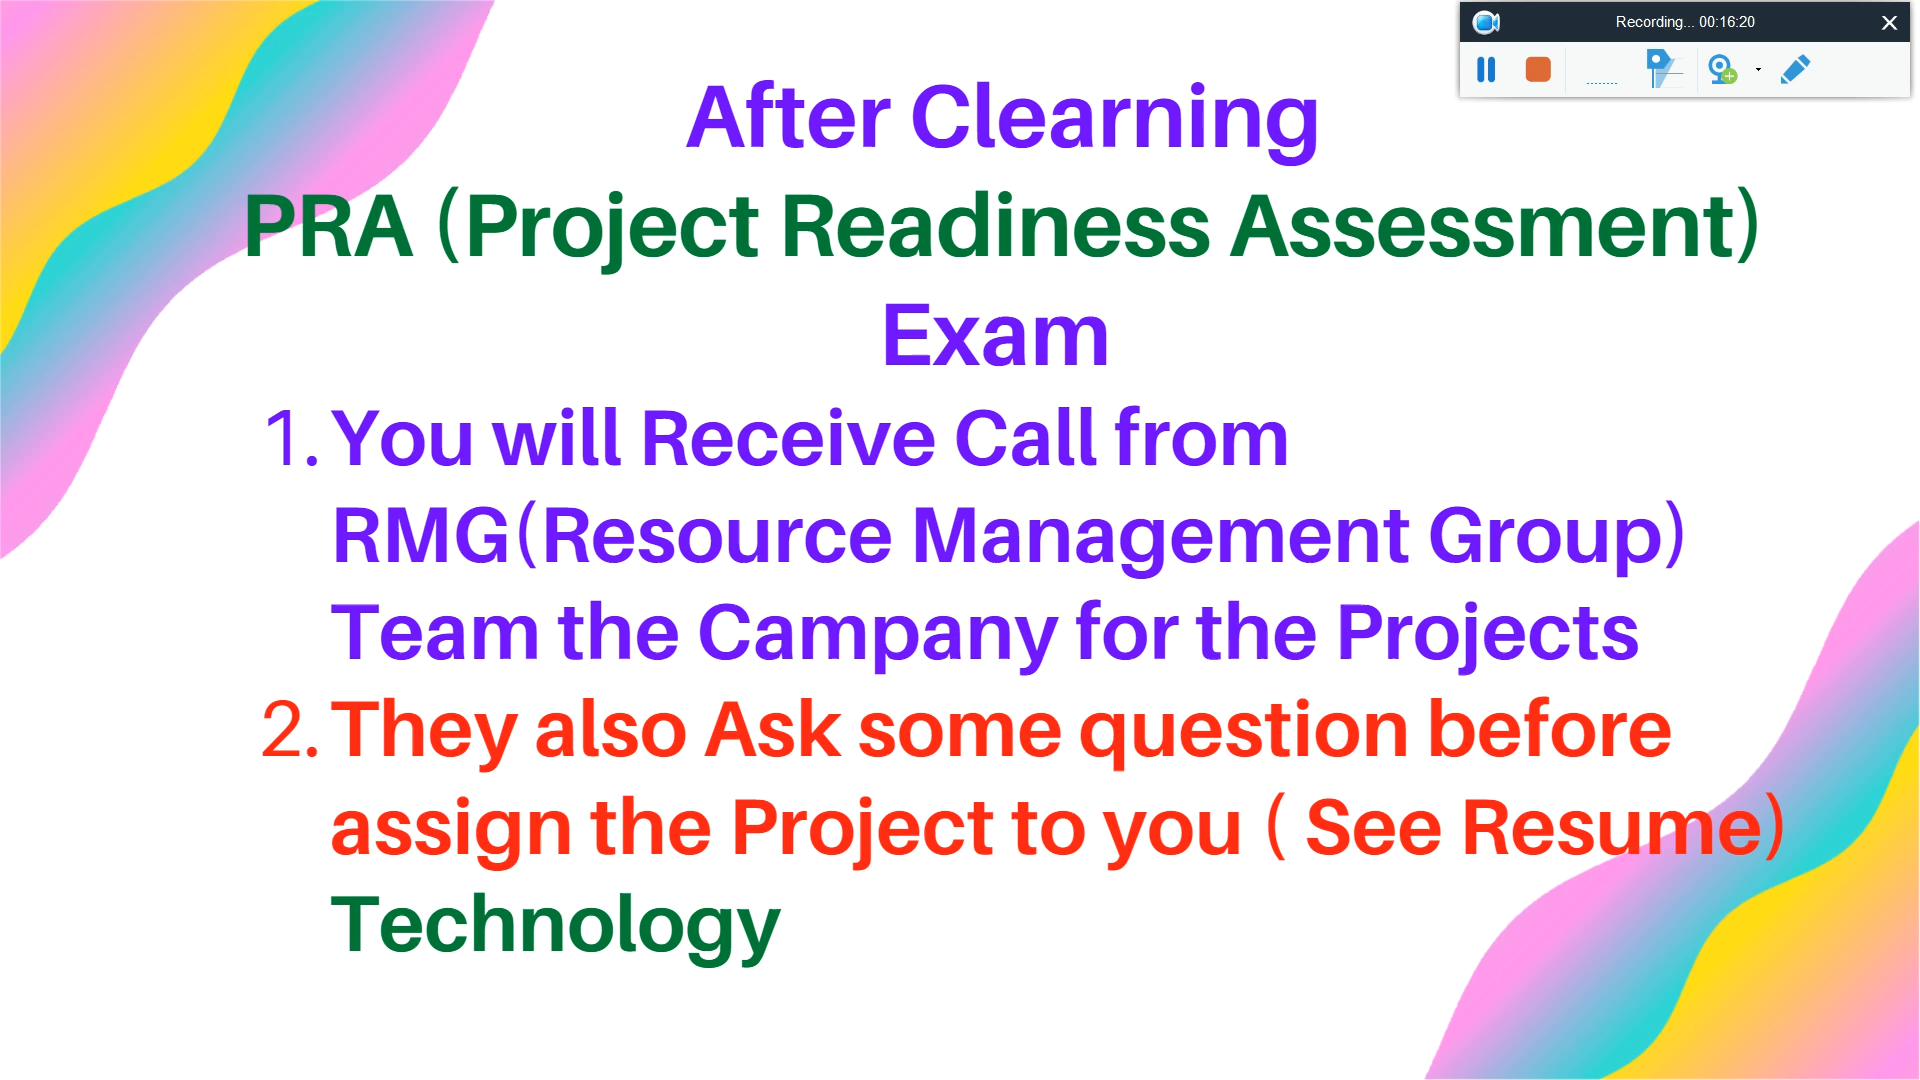 Recording... 00:16:20
After Clearning
PRA (Project Readiness Assessment)
Exam
1. You will Receive Call from
RMG(Resource Management Group)
Team the Campany for the Projects
2. They also Ask some question before
assign the Project to you ( See Resume)
Technology